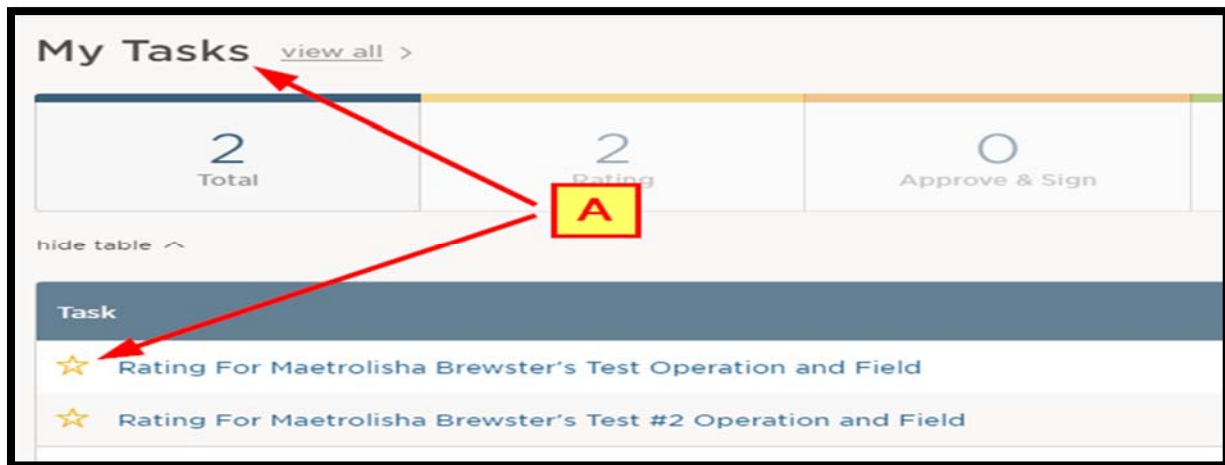 My Tasks view all >
2 2 0
Total Rating Approve & Sign
A
hide table ^
Task
Rating For Maetrolisha Brewster's Test Operation and Field
Rating For Maetrolisha Brewster's Test #2 Operation and Field